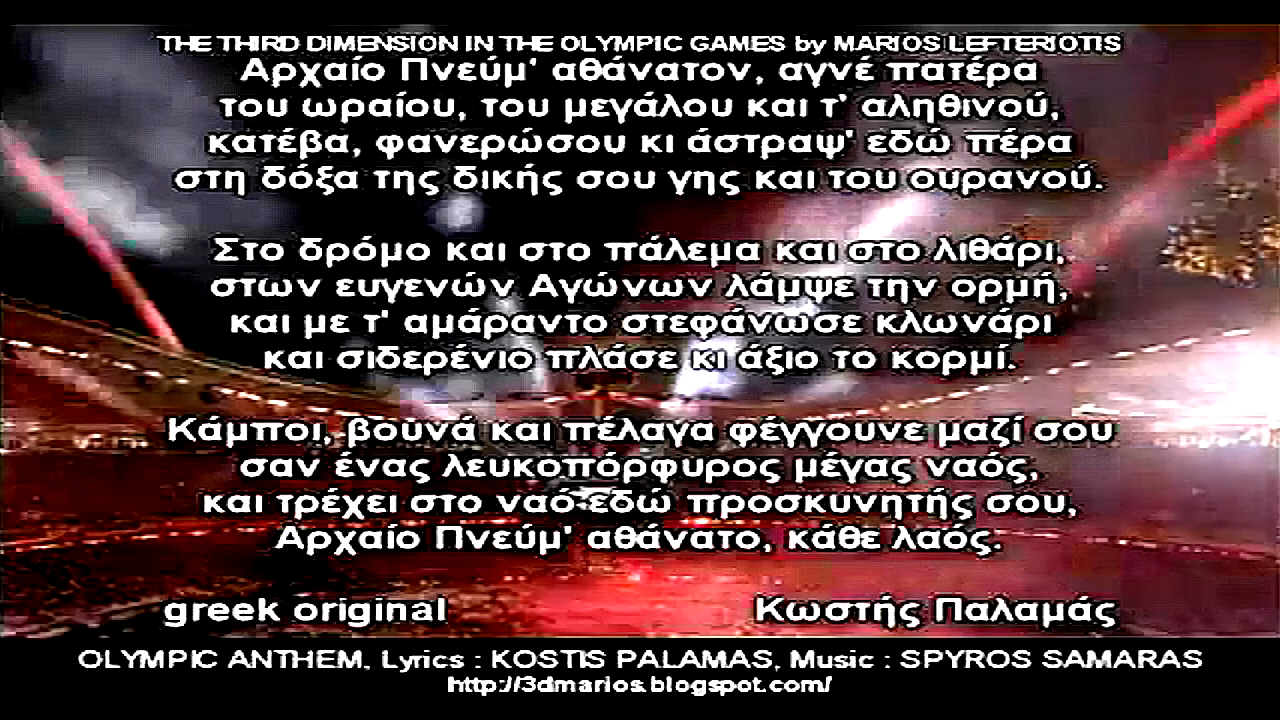 THE THIRD DIMENSION IN THE OLYMPIC GAMES by MARIOS LEFTERIOTIS
Αρχαίο Πνεύμ' αθάνατον, αγνέ πατέρα
του ωραίου, του μεγάλου και τ' αληθινού,
κατέβα, φανερώσου κι άστραψ' εδώ πέρα
στη δόξα της δικής σου γης και του ουρανού.
Στο δρόμο και στο πάλεμα και στο λιθάρι,
στων ευγενών Αγώνων λάμψε την ορμή,
και με τ' αμάραντο στεφάνωσε κλωνάρι
και σιδερένιο πλάσε κι άξιο το κορμί.
Κάμποι, βουνά και πέλαγα φέγγουνε μαζί σου
σαν ένας λευκοπόρφυρος μέγας ναός,
και τρέχει στο ναό εδώ προσκυνητής σου,
Αρχαίο Πνεύμ' αθάνατο, κάθε λαός.
greek original Κωστής Παλαμάς
OLYMPIC ANTHEM, Lyrics : KOSTIS PALAMAS, Music : SPYROS SAMARAS
http://3dmarios.blogspot.com/